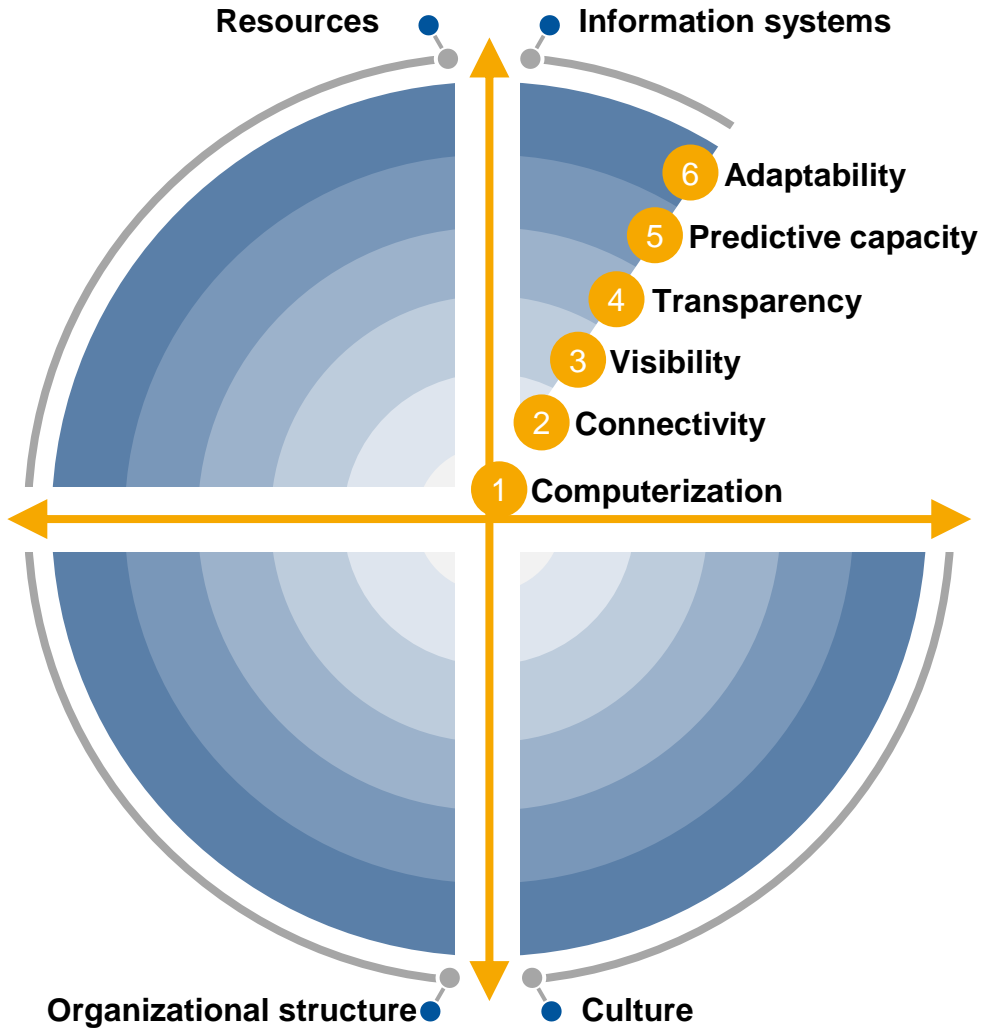 Resources
Information systems
6 Adaptability
5 Predictive capacity
4 Transparency
3 Visibility
2 Connectivity
1 Computerization
Organizational structure
Culture